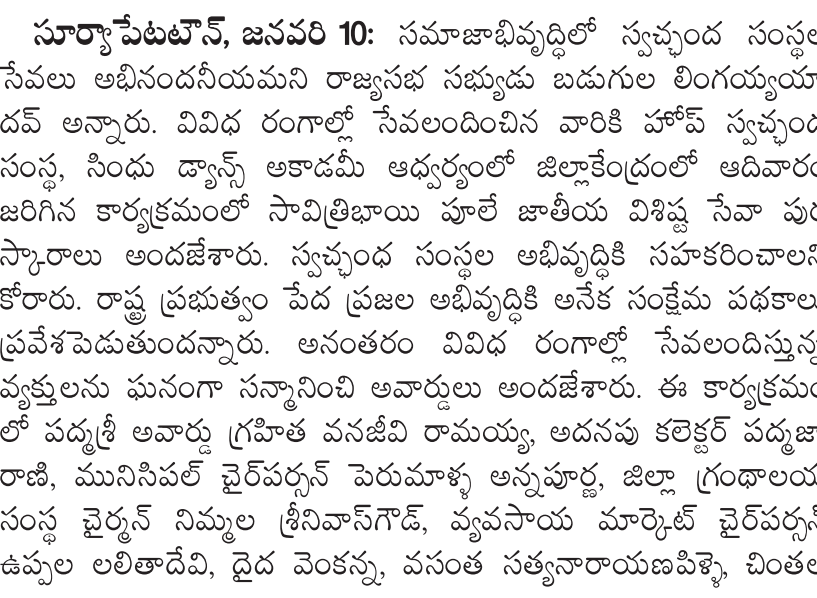 సూర్యాపేటటౌన్, జనవరి 10: సమాజాభివృద్ధిలో స్వచ్ఛంద సంస్థల
సేవలు అభినందనీయమని రాజ్యసభ సభ్యుడు బడుగుల లింగయ్యయా
దవ్ అన్నారు. వివిధ రంగాల్లో సేవలందించిన వారికి హోప్ స్వచ్ఛంద
సంస్థ, సింధు డ్యాన్స్ అకాడమీ ఆధ్వర్యంలో జిల్లాకేంద్రంలో ఆదివారం
జరిగిన కార్యక్రమంలో సావిత్రిభాయి పూలే జాతీయ విశిష్ట సేవా పుర
స్కారాలు అందజేశారు. స్వచ్ఛంధ సంస్థల అభివృద్ధికి సహకరించాలని
కోరారు. రాష్ట్ర ప్రభుత్వం పేద ప్రజల అభివృద్ధికి అనేక సంక్షేమ పథకాలు
ప్రవేశపెడుతుందన్నారు. అనంతరం వివిధ రంగాల్లో సేవలందిస్తున్న
వ్యక్తులను ఘనంగా సన్మానించి అవార్డులు అందజేశారు. ఈ కార్యక్రమం
లో పద్మశ్రీ అవార్డు గ్రహిత వనజీవి రామయ్య, అదనపు కలెక్టర్ పద్మజా
రాణి, మునిసిపల్ చైర్‌పర్సన్ పెరుమాళ్ళ అన్నపూర్ణ, జిల్లా గ్రంథాలయ
సంస్థ చైర్మన్ నిమ్మల శ్రీనివాస్‌గౌడ్, వ్యవసాయ మార్కెట్ చైర్‌పర్సన్
ఉప్పల లలితాదేవి, దైద వెంకన్న, వసంత సత్యనారాయణపిళ్ళె, చింతల